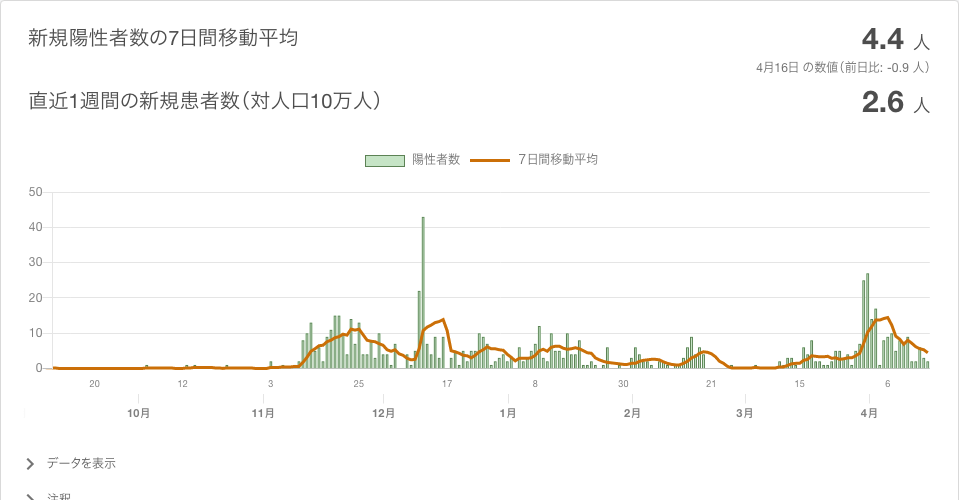 新規陽性者数の7日間移動平均
4.4 人
4月16日 の数値（前日比: -0.9 人）
直近1週間の新規患者数（対人口10万人）
2.6 人
陽性者数 7日間移動平均
50
40
30
20
10
0
20 12 3 25 17 8 30 21 15 6
10月 11月 12月 1月 2月 3月 4月
データを表示
注釈